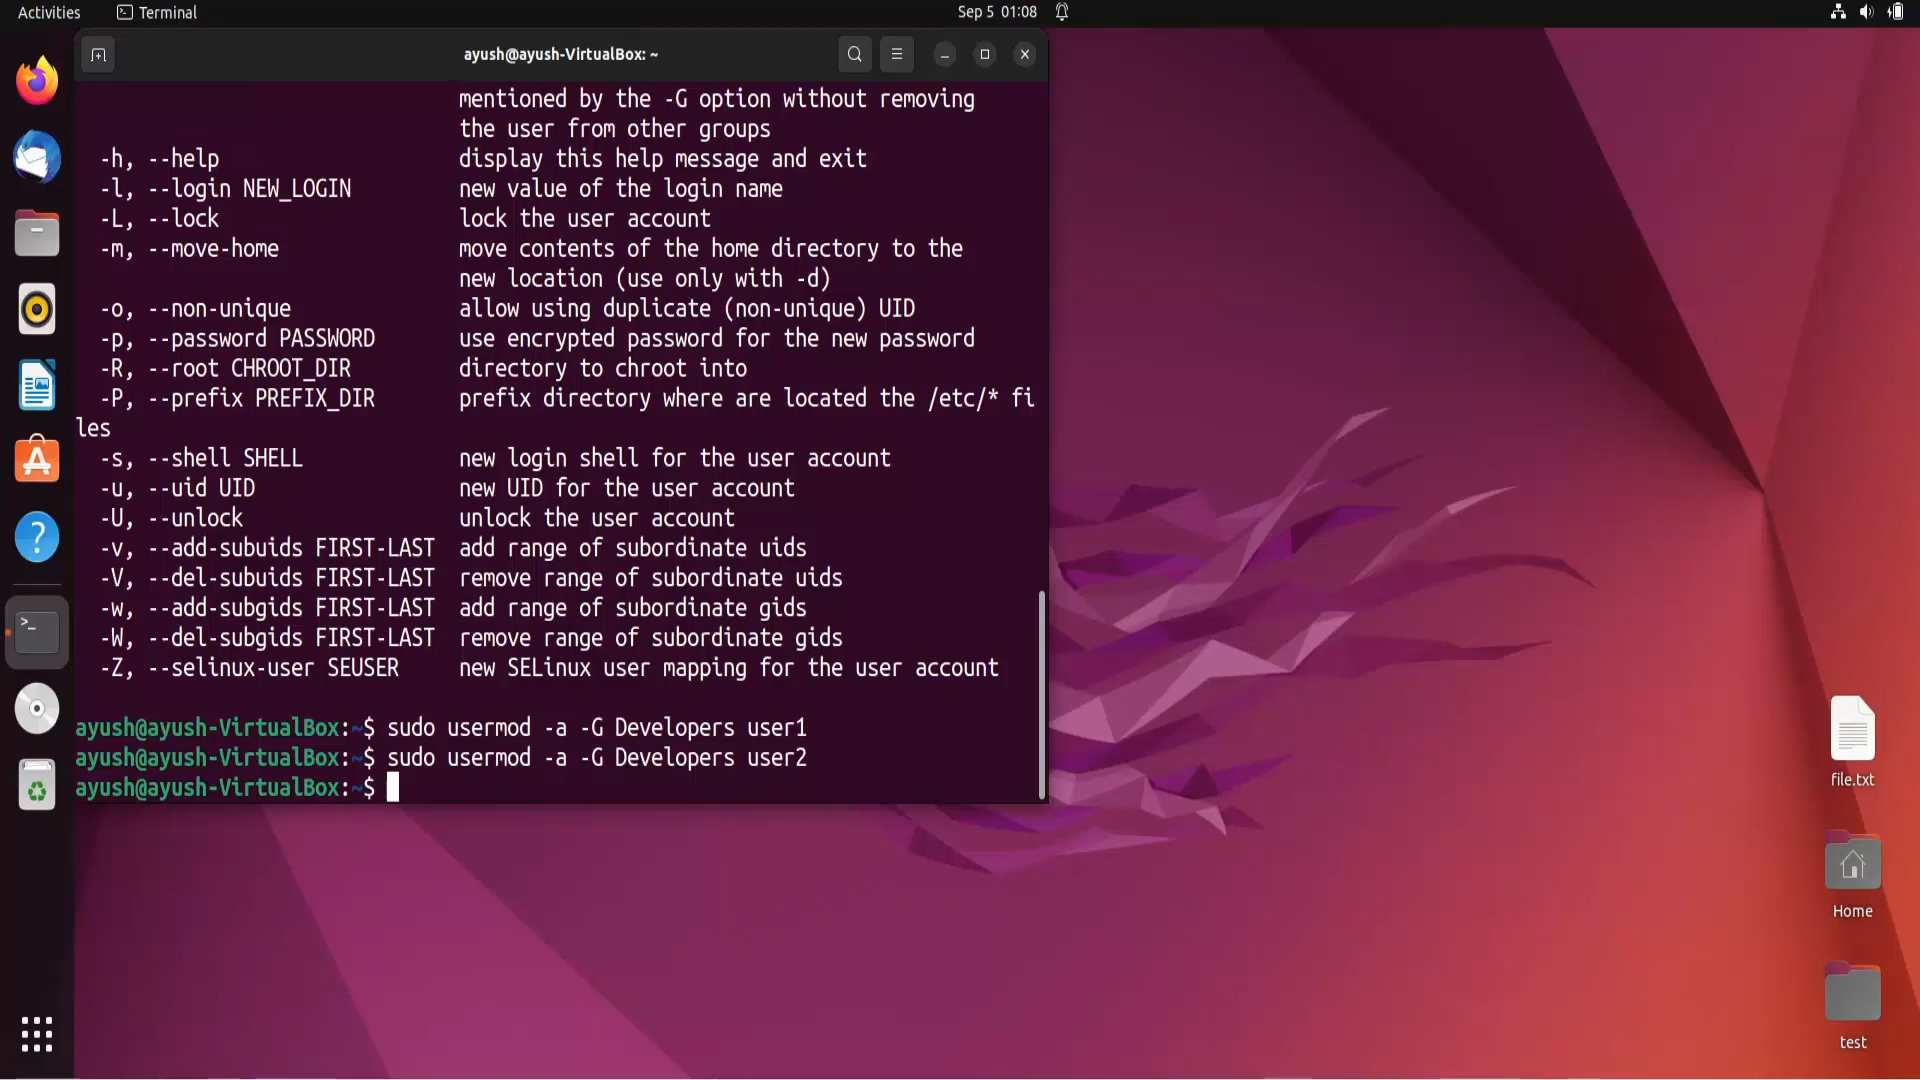 Activities
Terminal
Sep 5 01:08
ayush@ayush-VirtualBox: ~
mentioned by the -G option without removing
the user from other groups
-h, --help display this help message and exit
-l, --login NEW_LOGIN new value of the login name
-L, --lock lock the user account
-m, --move-home move contents of the home directory to the
new location (use only with -d)
-o, --non-unique allow using duplicate (non-unique) UID
-p, --password PASSWORD use encrypted password for the new password
-R, --root CHROOT_DIR directory to chroot into
-P, --prefix PREFIX_DIR prefix directory where are located the /etc/* fi
les
-s, --shell SHELL new login shell for the user account
-u, --uid UID new UID for the user account
-U, --unlock unlock the user account
-v, --add-subuids FIRST-LAST add range of subordinate uids
-V, --del-subuids FIRST-LAST remove range of subordinate uids
-w, --add-subgids FIRST-LAST add range of subordinate gids
-W, --del-subgids FIRST-LAST remove range of subordinate gids
-Z, --selinux-user SEUSER new SELinux user mapping for the user account
ayush@ayush-VirtualBox:~$ sudo usermod -a -G Developers user1
ayush@ayush-VirtualBox:~$ sudo usermod -a -G Developers user2
ayush@ayush-VirtualBox:~$
file.txt
Home
test